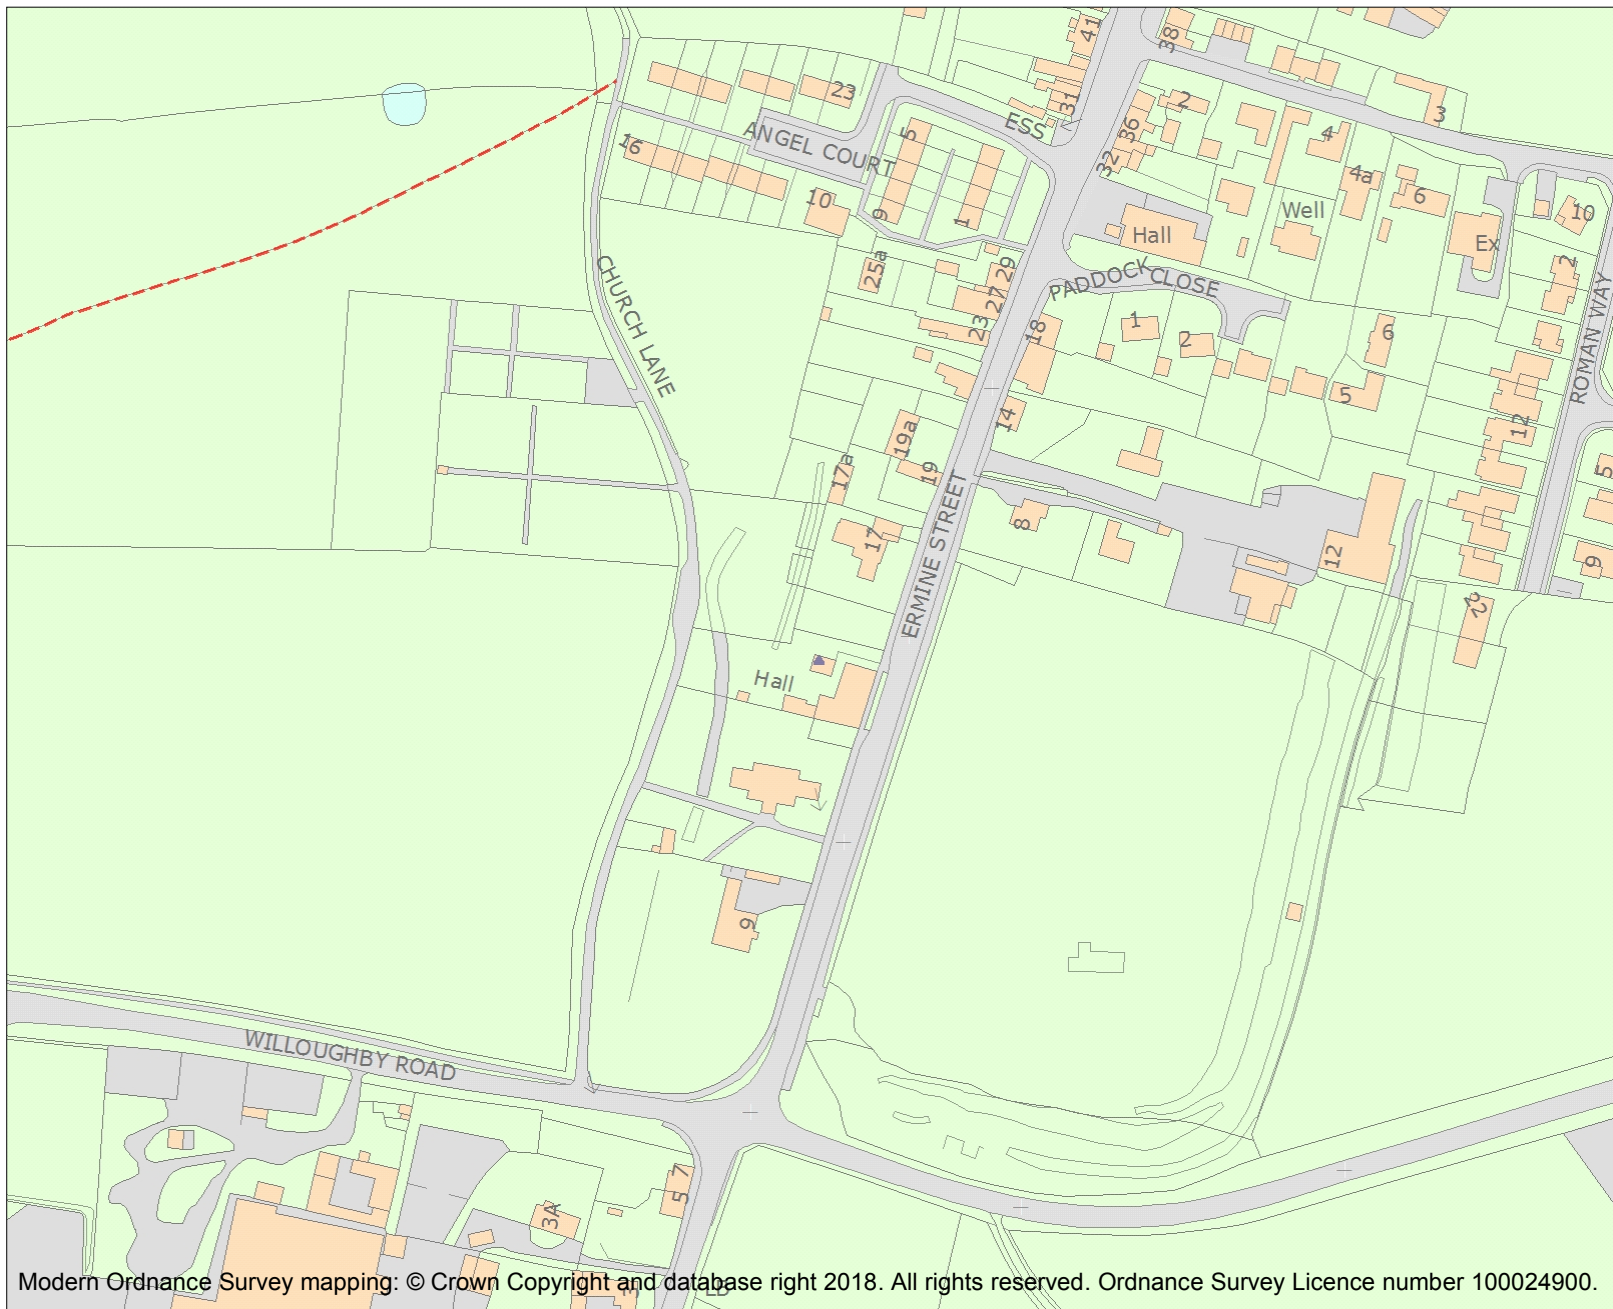 41
38
23
31
ESS
2
3
36
4
5
ANGEL COURT
16
32
4a
6
10
10
9
1
Well
Hall
Ex
25a
29
PADDOCK CLOSE
2
27
CHURCH LANE
23
18
1
2
6
ROMAN WAY
5
14
12
19a
19
17a
5
8
17
12
9
ERMINE STREET
22
Hall
9
WILLOUGHBY ROAD
7
5
3A
LB
Modern Ordnance Survey mapping: © Crown Copyright and database right 2018. All rights reserved. Ordnance Survey Licence number 100024900.